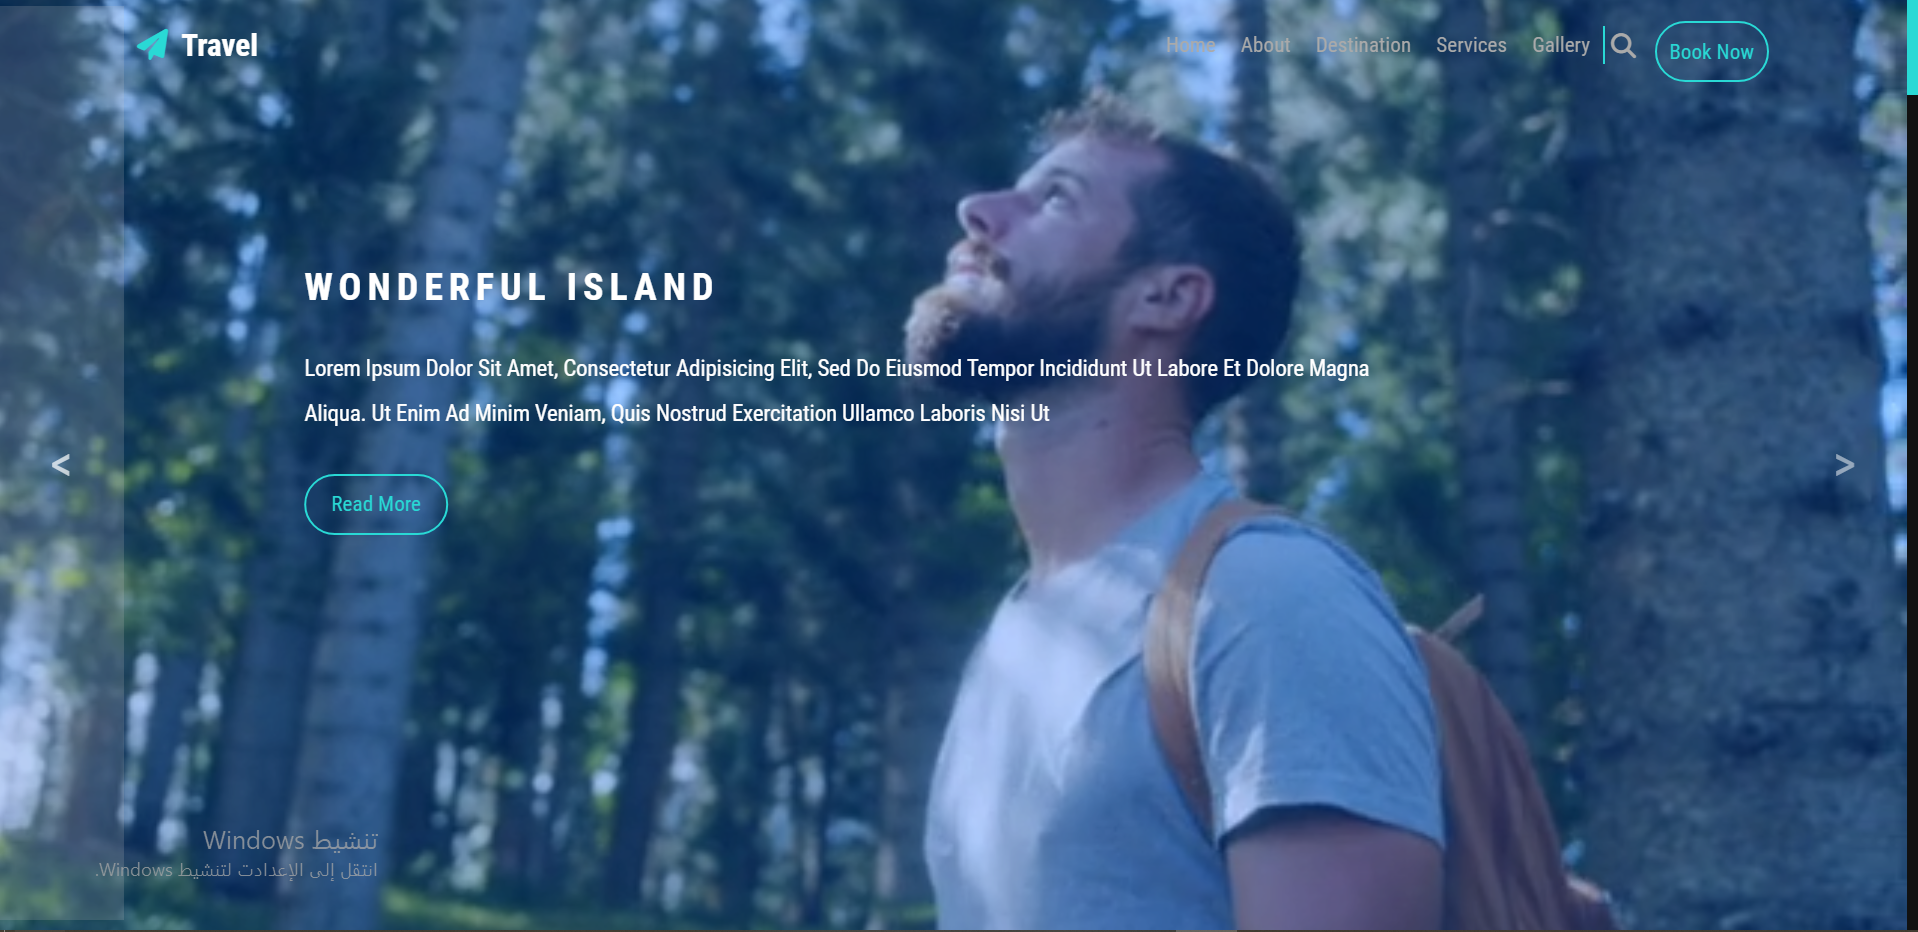 Travel
Home About Destination Services Gallery Book Now
WONDERFUL ISLAND
Lorem Ipsum Dolor Sit Amet, Consectetur Adipisicing Elit, Sed Do Eiusmod Tempor Incididunt Ut Labore Et Dolore Magna
Aliqua. Ut Enim Ad Minim Veniam, Quis Nostrud Exercitation Ullamco Laboris Nisi Ut
< >
Read More
تنشيط Windows
انتقل إلى الإعدادت لتنشيط Windows.